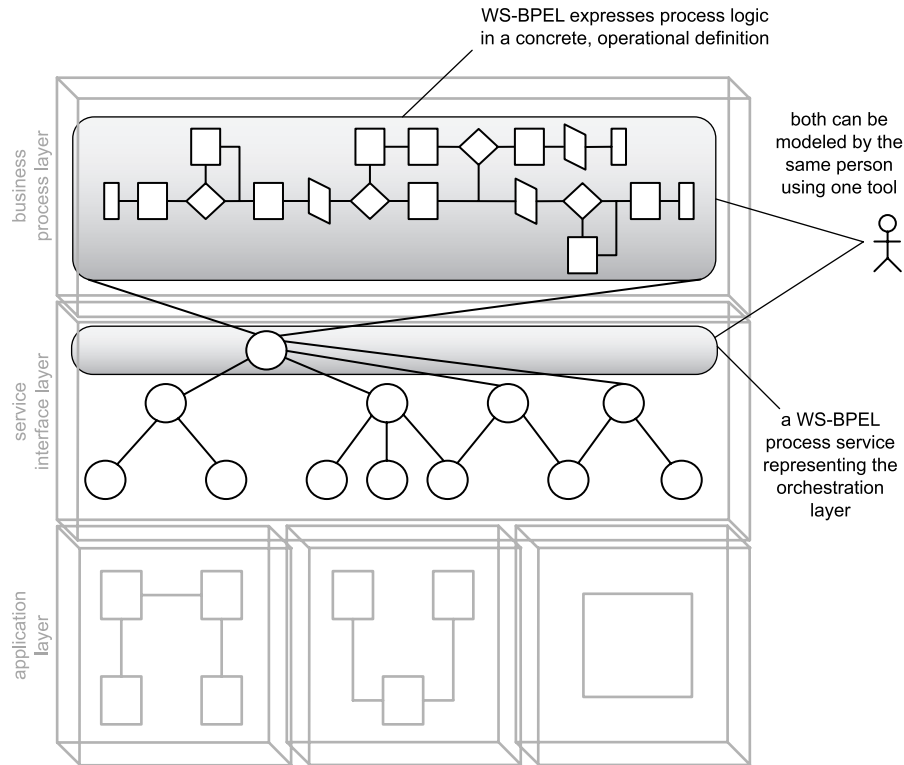 WS-BPEL expresses process logic
in a concrete, operational definition
both can be
modeled by the
same person
using one tool
business
process layer
service
interface layer
a WS-BPEL
process service
representing the
orchestration
layer
application
layer